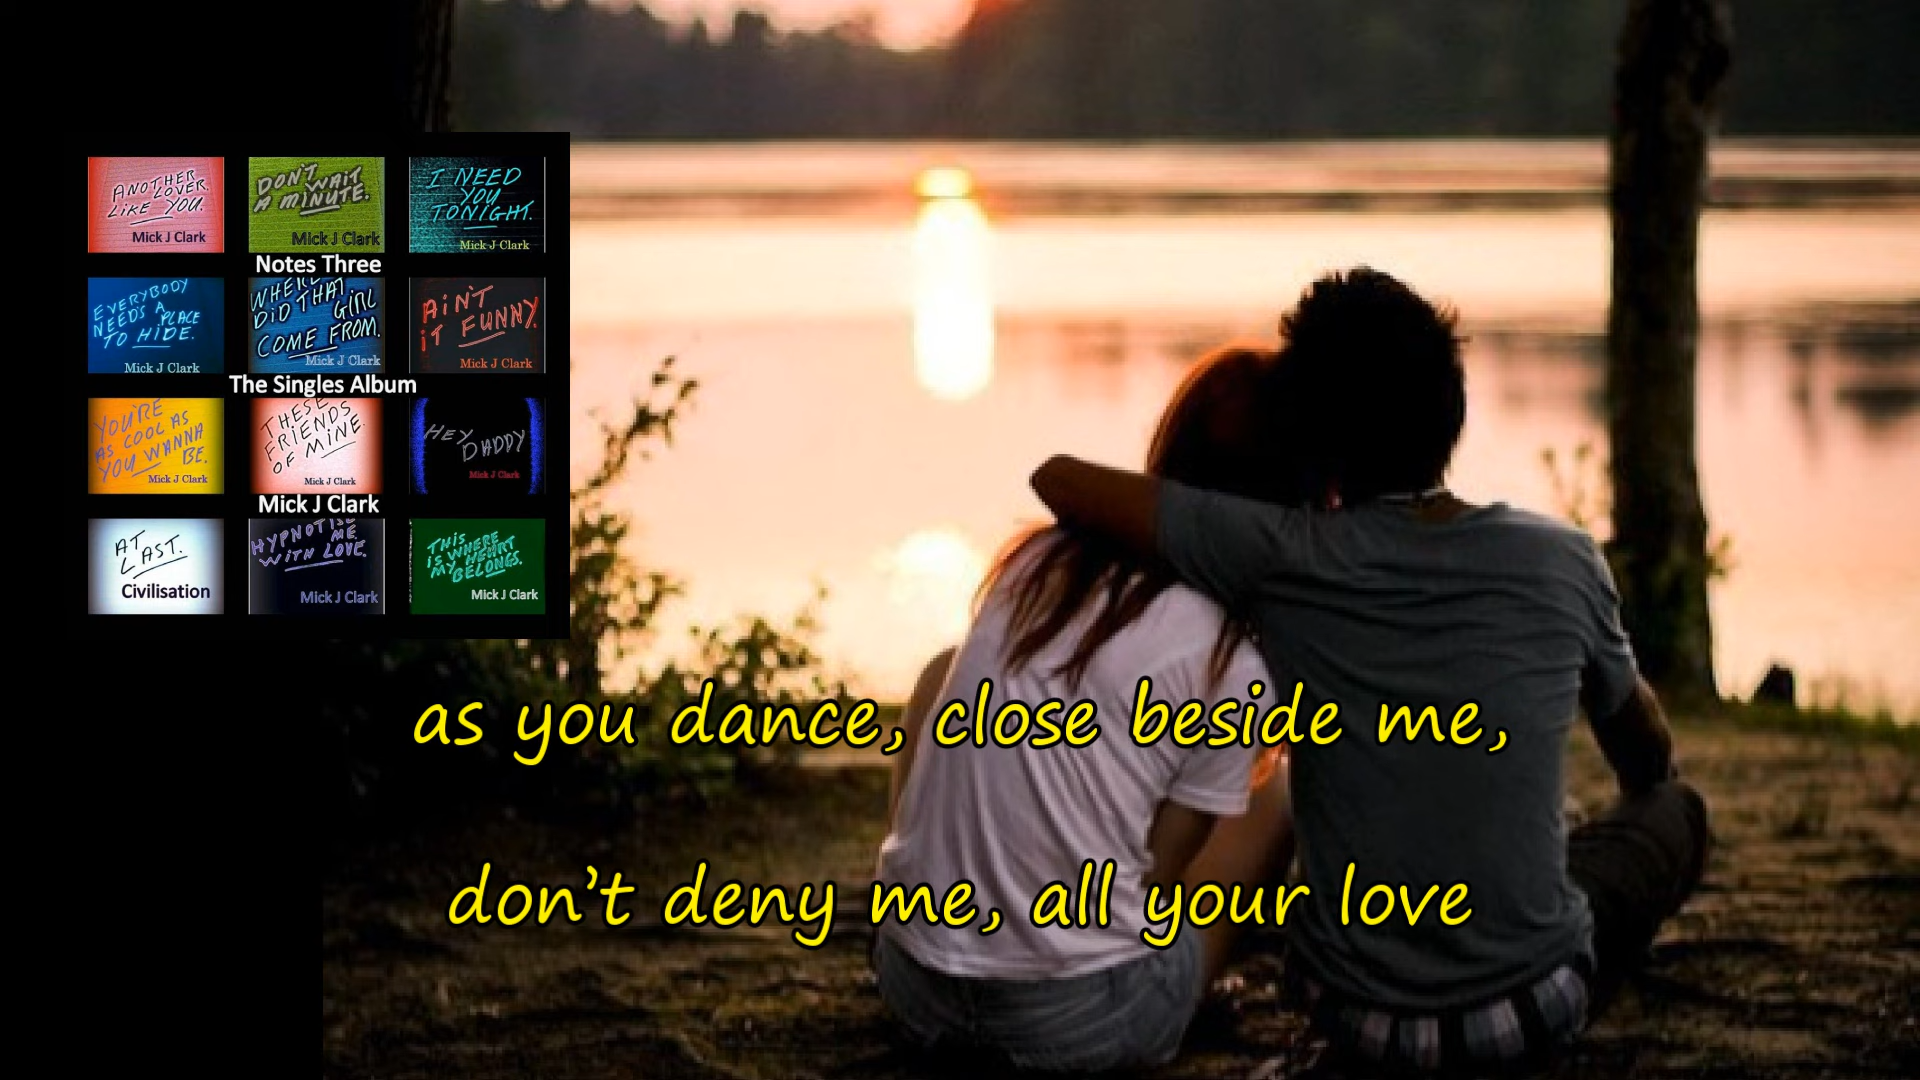 ANOTHER
LOVER
LIKE YOU.
Mick J Clark
DON'T WAIT
A MINUTE.
Mick J Clark
I NEED
YOU
TONIGHT.
Mick J Clark
Notes Three
EVERYBODY
NEEDS A PLACE
TO HIDE.
Mick J Clark
WHERE
DID THAT GIRL
COME FROM.
Mick J Clark
AIN'T
IT FUNNY.
Mick J Clark
The Singles Album
YOU'RE
AS COOL AS
YOU WANNA
BE.
Mick J Clark
THESE
FRIENDS
OF MINE.
Mick J Clark
HEY
DADDY
Mick J Clark
Mick J Clark
AT
LAST.
Civilisation
HYPNOTISE
ME
WITH LOVE.
Mick J Clark
THIS
IS WHERE
MY HEART
BELONGS.
Mick J Clark
as you dance, close beside me,
don't deny me, all your love